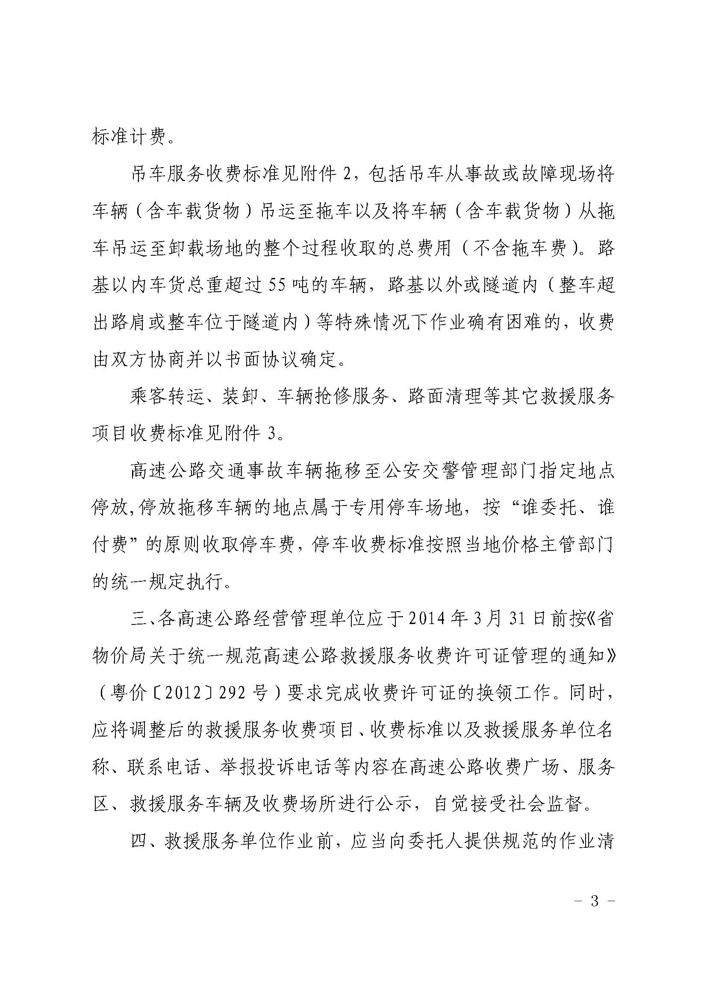 标准计费。
吊车服务收费标准见附件 2，包括吊车从事故或故障现场将
车辆（含车载货物）吊运至拖车以及将车辆（含车载货物）从拖
车吊运至卸载场地的整个过程收取的总费用（不含拖车费）。路
基以内车货总重超过 55 吨的车辆，路基以外或隧道内（整车超
出路肩或整车位于隧道内）等特殊情况下作业确有困难的，收费
由双方协商并以书面协议确定。
乘客转运、装卸、车辆抢修服务、路面清理等其它救援服务
项目收费标准见附件 3。
高速公路交通事故车辆拖移至公安交警管理部门指定地点
停放,停放拖移车辆的地点属于专用停车场地，按“谁委托、谁
付费”的原则收取停车费，停车收费标准按照当地价格主管部门
的统一规定执行。
三、各高速公路经营管理单位应于 2014 年 3 月 31 日前按《省
物价局关于统一规范高速公路救援服务收费许可证管理的通知》
（粤价〔2012〕292 号）要求完成收费许可证的换领工作。同时，
应将调整后的救援服务收费项目、收费标准以及救援服务单位名
称、联系电话、举报投诉电话等内容在高速公路收费广场、服务
区、救援服务车辆及收费场所进行公示，自觉接受社会监督。
四、救援服务单位作业前，应当向委托人提供规范的作业清
- 3 -